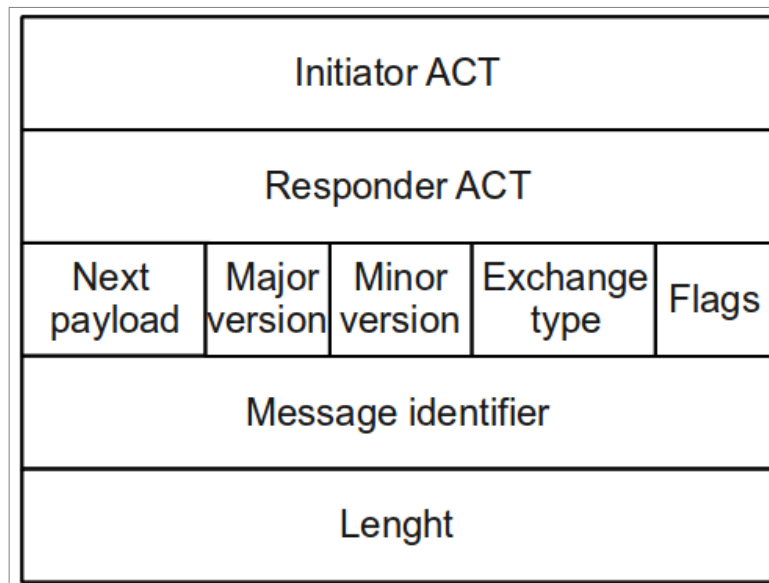 Initiator ACT
Responder ACT
Next payload
Major version
Minor version
Exchange type
Flags
Message identifier
Lenght